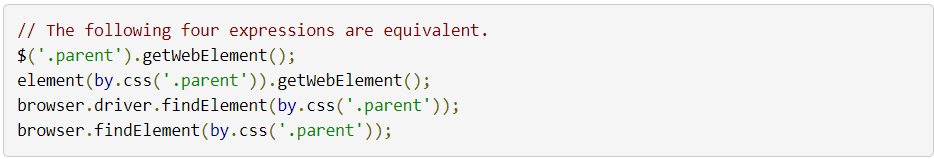 // The following four expressions are equivalent.
$('.parent').getWebElement();
element(by.css('.parent')).getWebElement();
browser.driver.findElement(by.css('.parent'));
browser.findElement(by.css('.parent'));